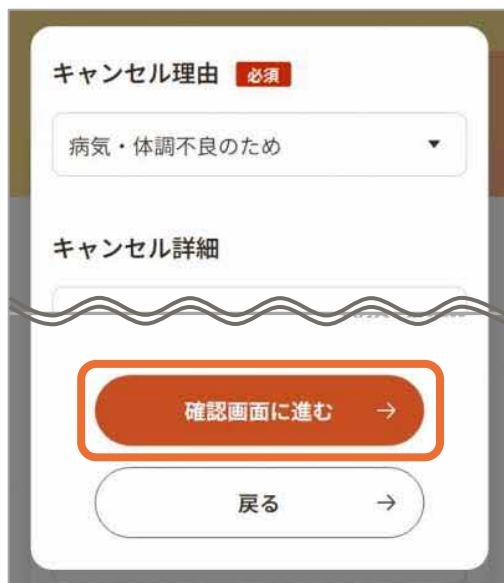 キャンセル理由 必須
病気・体調不良のため
キャンセル詳細
確認画面に進む
戻る